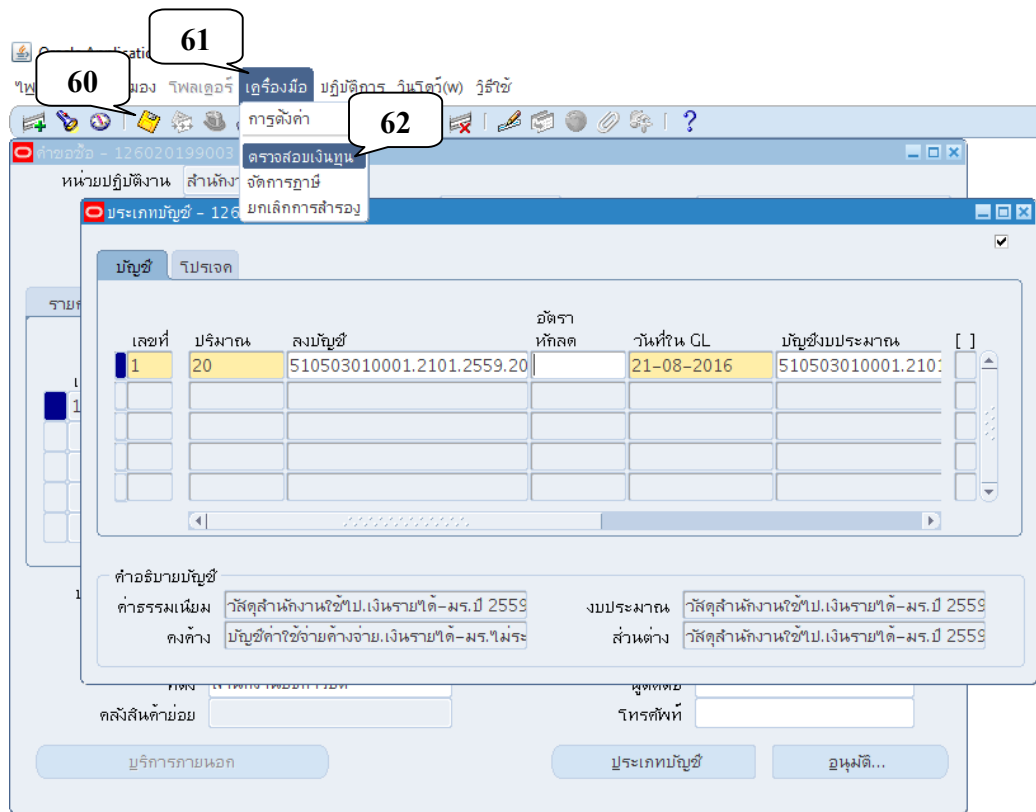 61
60
62
โฟลเดอร์ เครื่องมือ ปฏิบัติการ วินโดว์(w) วิธีใช้
การตั้งค่า
ตรวจสอบเงินทุน
จัดการภาษี
ยกเลิกการสำรอง
คำขอซื้อ - 126020199003
หน่วยปฏิบัติงาน
ประเภทบัญชี - 126
บัญชี โปรเจค
อัตรา
เลขที่ ปริมาณ ลงบัญชี หักลด วันที่ใน GL บัญชีงบประมาณ [ ]
1 20 510503010001.2101.2559.20 21-08-2016 510503010001.2101
1
คำอธิบายบัญชี
ค่าธรรมเนียม วัสดุสำนักงานใช้ไป.เงินรายได้-มร.ปี 2559 งบประมาณ วัสดุสำนักงานใช้ไป.เงินรายได้-มร.ปี 2559
คงค้าง บัญชีค่าใช้จ่ายค้างจ่าย.เงินรายได้-มร.ไม่ระ ส่วนต่าง วัสดุสำนักงานใช้ไป.เงินรายได้-มร.ปี 2559
คลังสินค้าย่อย โทรศัพท์
บริการภายนอก ประเภทบัญชี อนุมัติ...